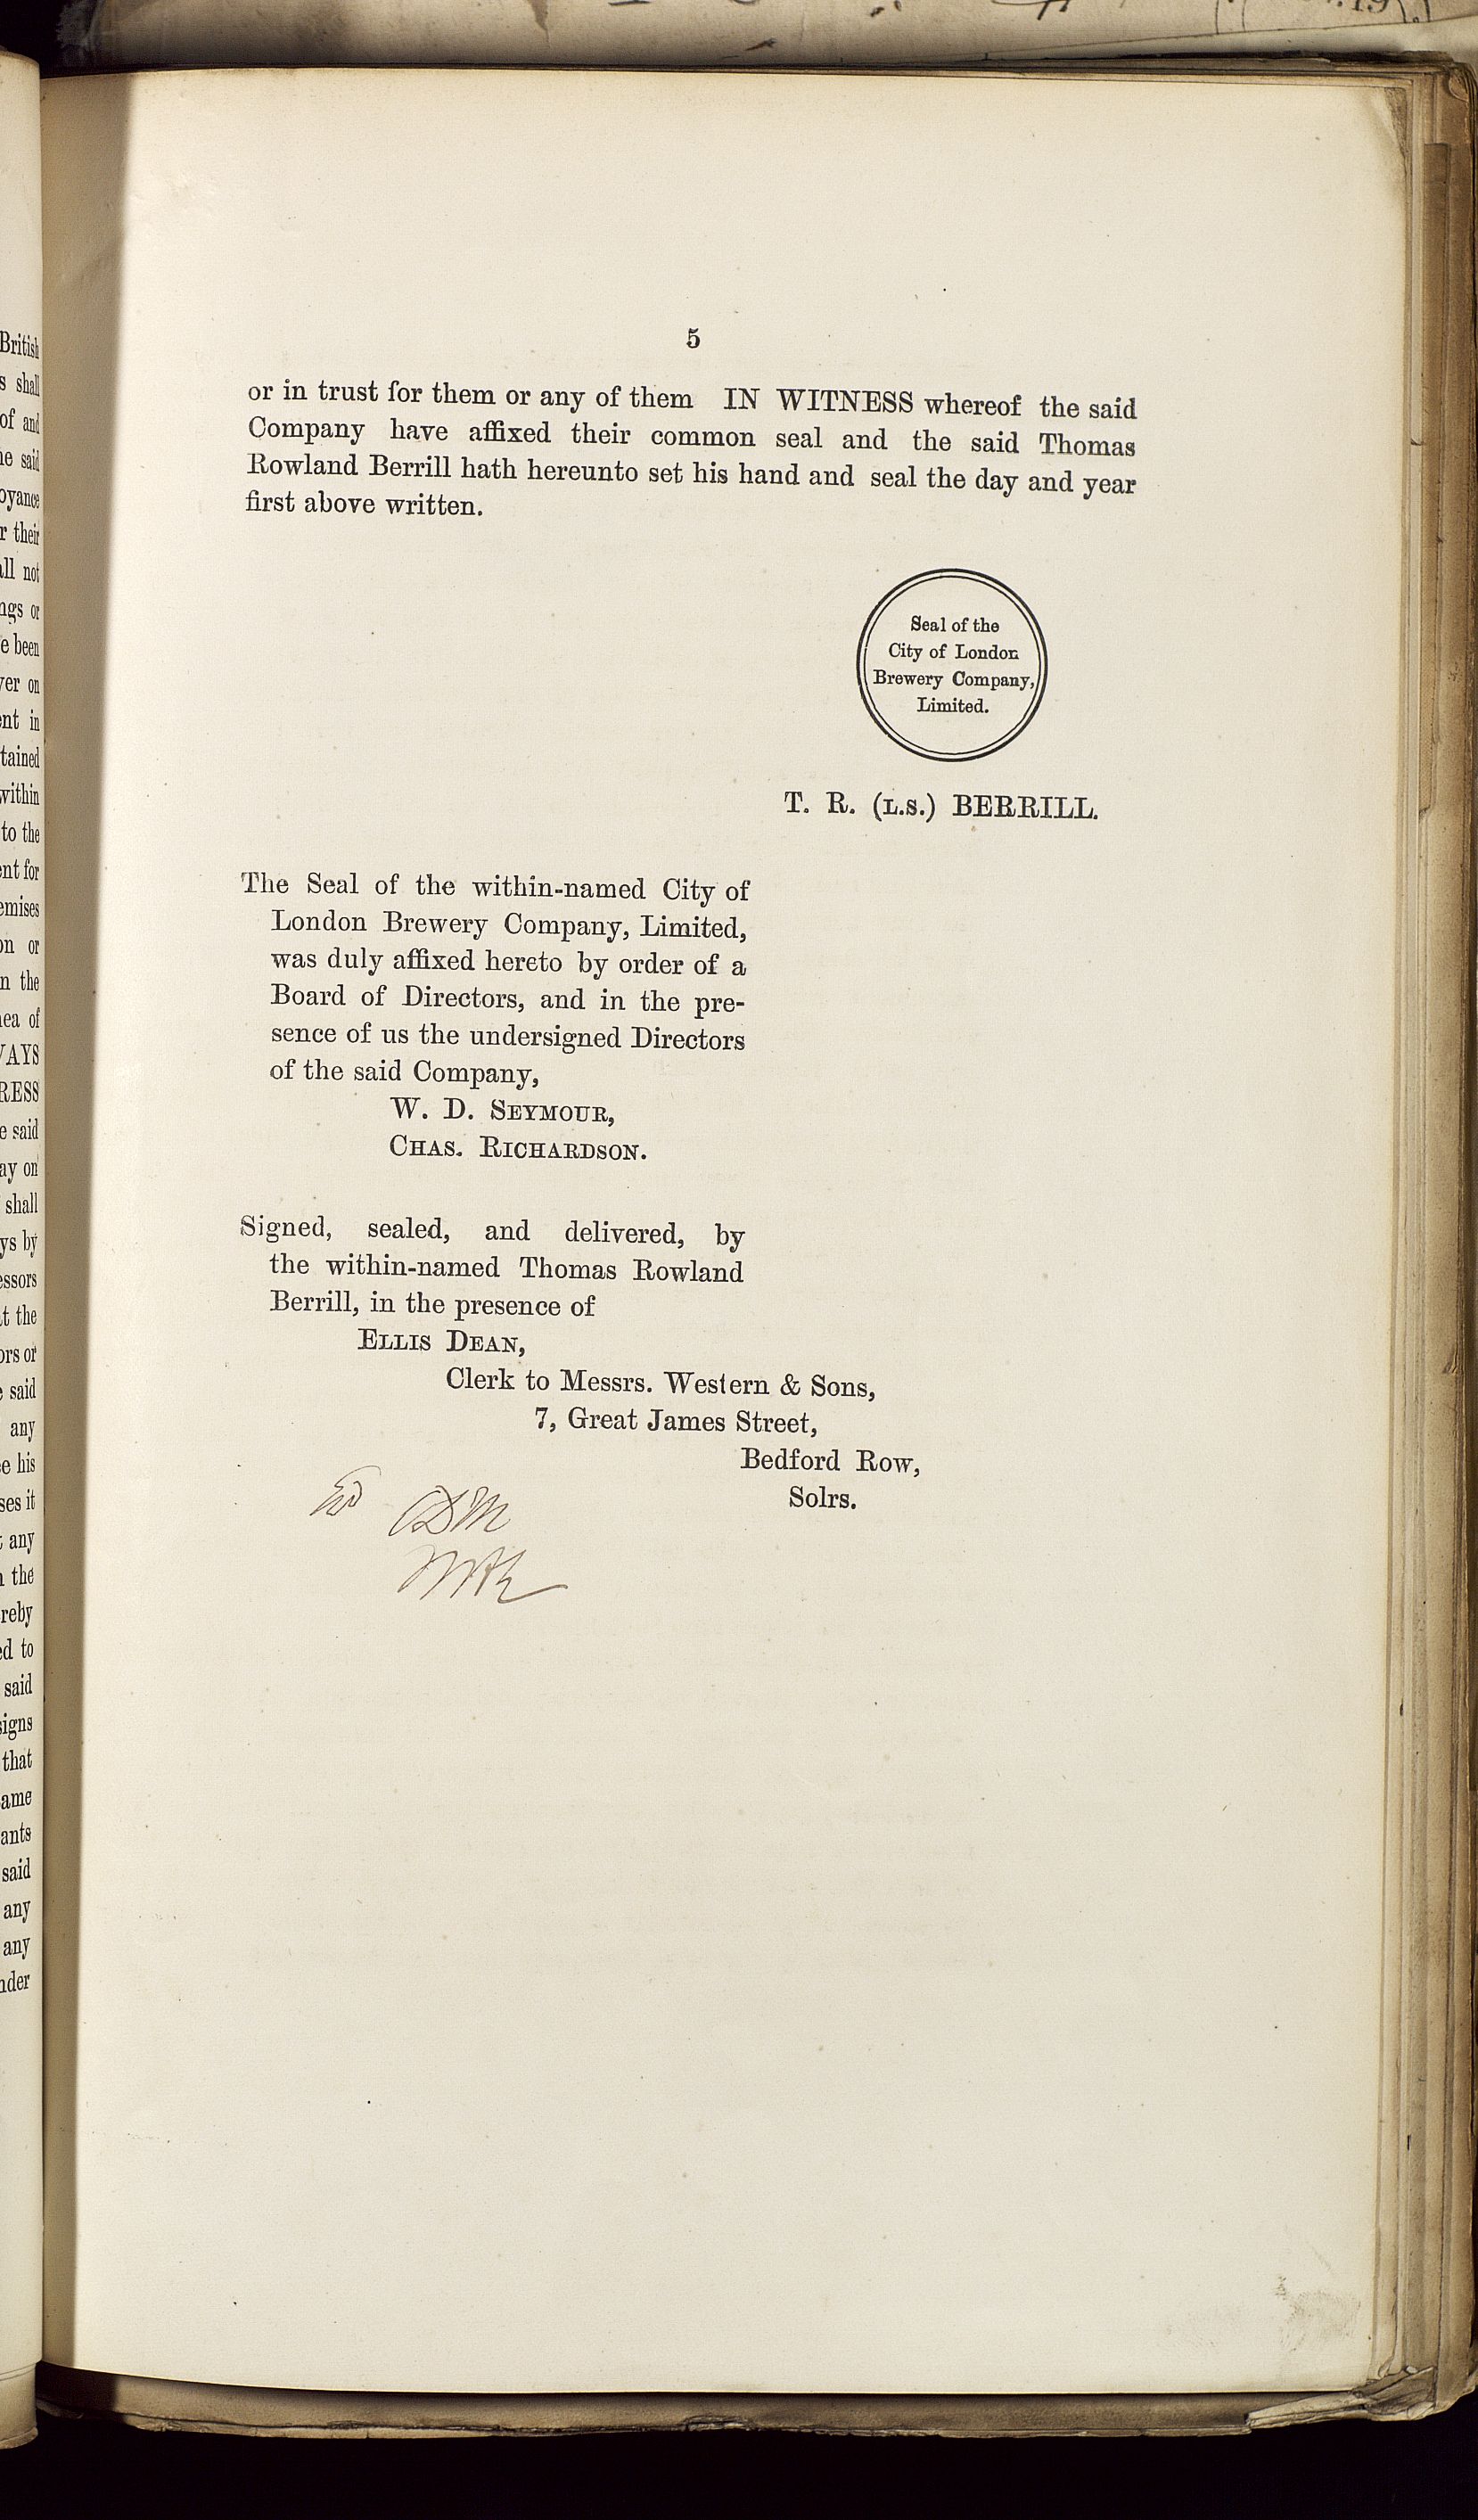 5
or in trust for them or any of them IN WITNESS whereof the said
Company have affixed their common seal and the said Thomas
Rowland Berrill hath hereunto set his hand and seal the day and year
first above written.
Seal of the
City of London
Brewery Company,
Limited.
T. R. (L.S.) BERRILL.
The Seal of the within-named City of
London Brewery Company, Limited,
was duly affixed hereto by order of a
Board of Directors, and in the pre-
sence of us the undersigned Directors
of the said Company,
W. D. SEYMOUR,
CHAS. RICHARDSON.
Signed, sealed, and delivered, by
the within-named Thomas Rowland
Berrill, in the presence of
ELLIS DEAN,
Clerk to Messrs. Western & Sons,
7, Great James Street,
Bedford Row,
Solrs.